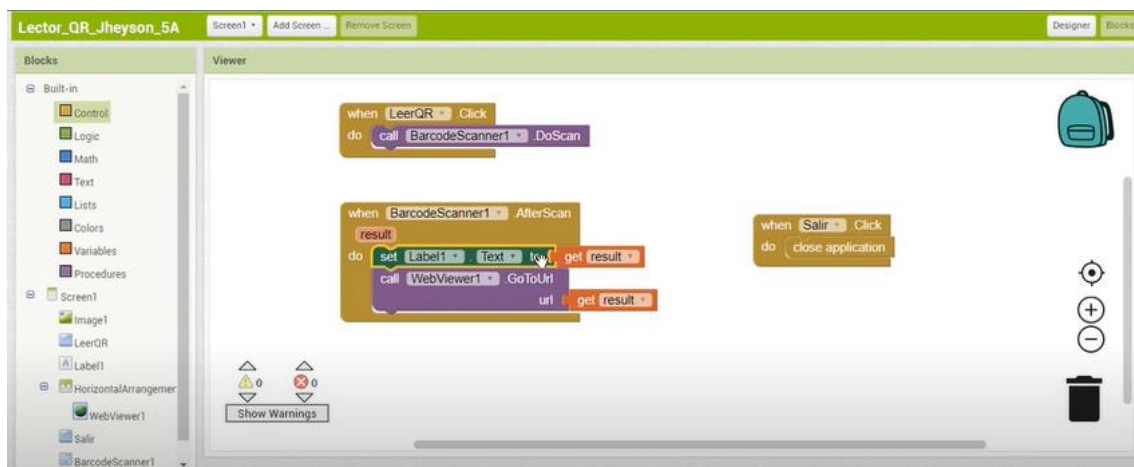 Lector_QR_Jheyson_5A
Screen1
Add Screen ...
Remove Screen
Designer
Blocks
Blocks
Viewer
Built-in
Control
Logic
Math
Text
Lists
Colors
Variables
Procedures
Screen1
Image1
LeerQR
Label1
HorizontalArrangemer
WebViewer1
Salir
BarcodeScanner1
when LeerQR .Click
do call BarcodeScanner1 .DoScan
when BarcodeScanner1 .AfterScan
result
do set Label1 . Text to get result
call WebViewer1 .GoToUrl
url get result
when Salir .Click
do close application
0 0
Show Warnings